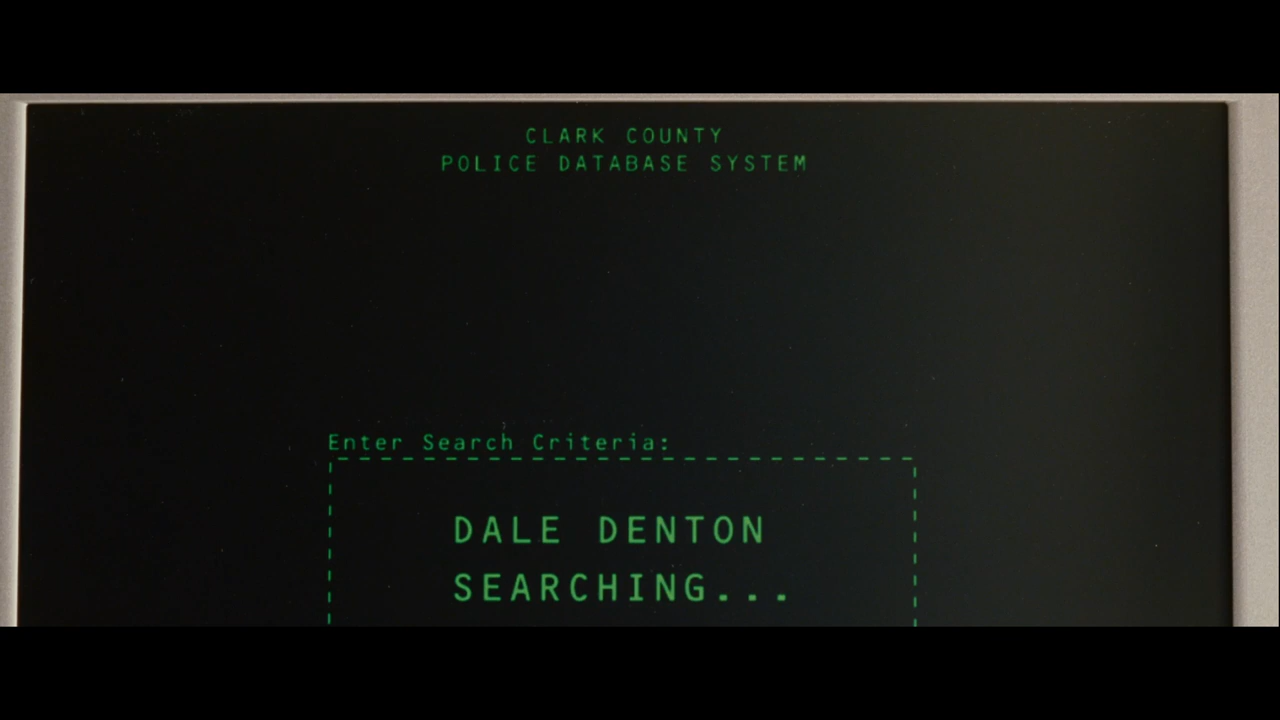 CLARK COUNTY
POLICE DATABASE SYSTEM
Enter Search Criteria:
DALE DENTON
SEARCHING...